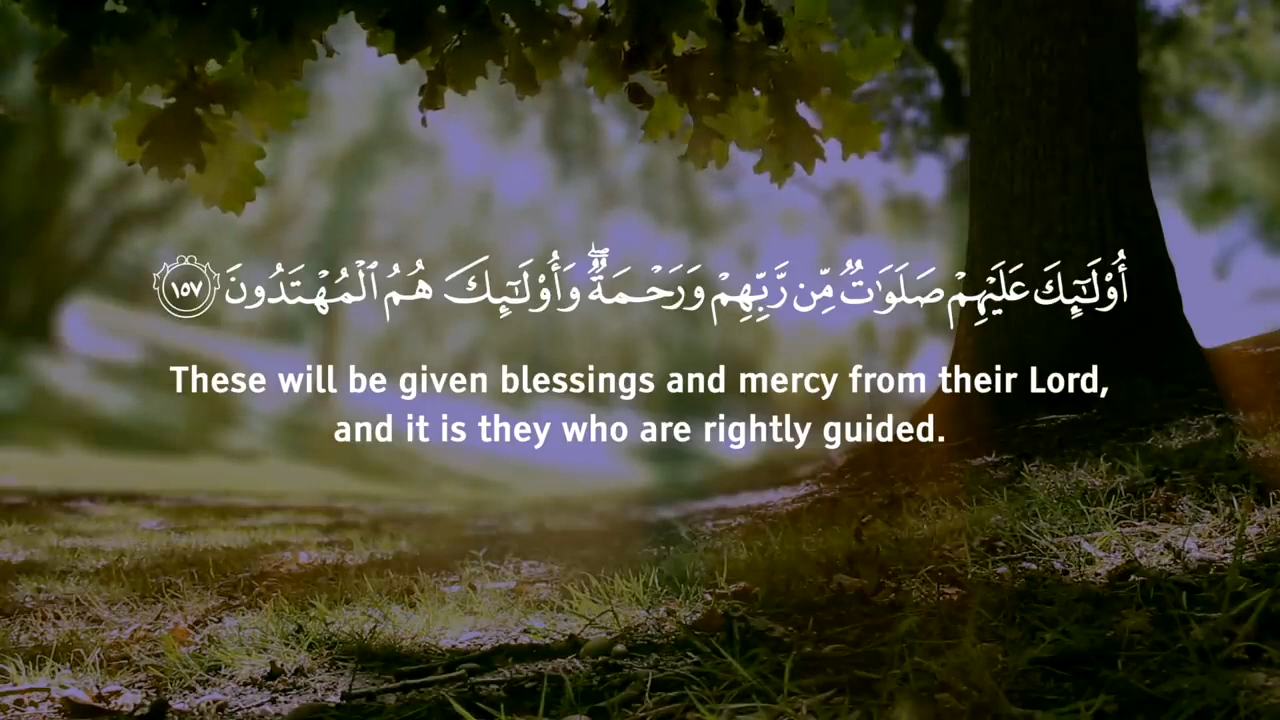 أُو۟لَـٰٓئِكَ عَلَيْهِمْ صَلَوَٰتٌ مِّن رَّبِّهِمْ وَرَحْمَةٌ ۖ وَأُو۟لَـٰٓئِكَ هُمُ ٱلْمُهْتَدُونَ ١٥٧
These will be given blessings and mercy from their Lord,
and it is they who are rightly guided.